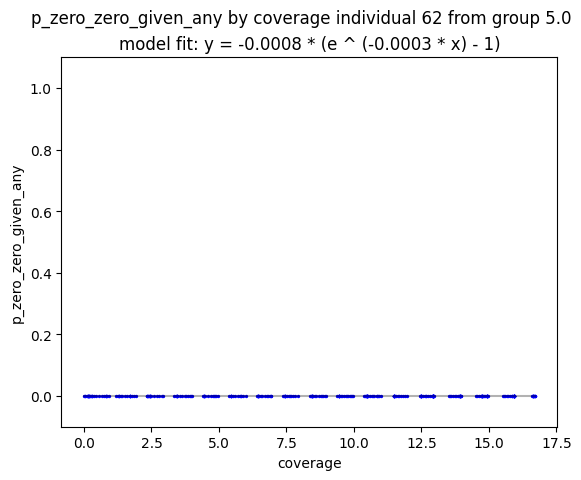 p_zero_zero_given_any by coverage individual 62 from group 5.0
model fit: y = -0.0008 * (e ^ (-0.0003 * x) - 1)
1.0
0.8
0.6
0.4
0.2
0.0
p_zero_zero_given_any
0.0 2.5 5.0 7.5 10.0 12.5 15.0 17.5
coverage